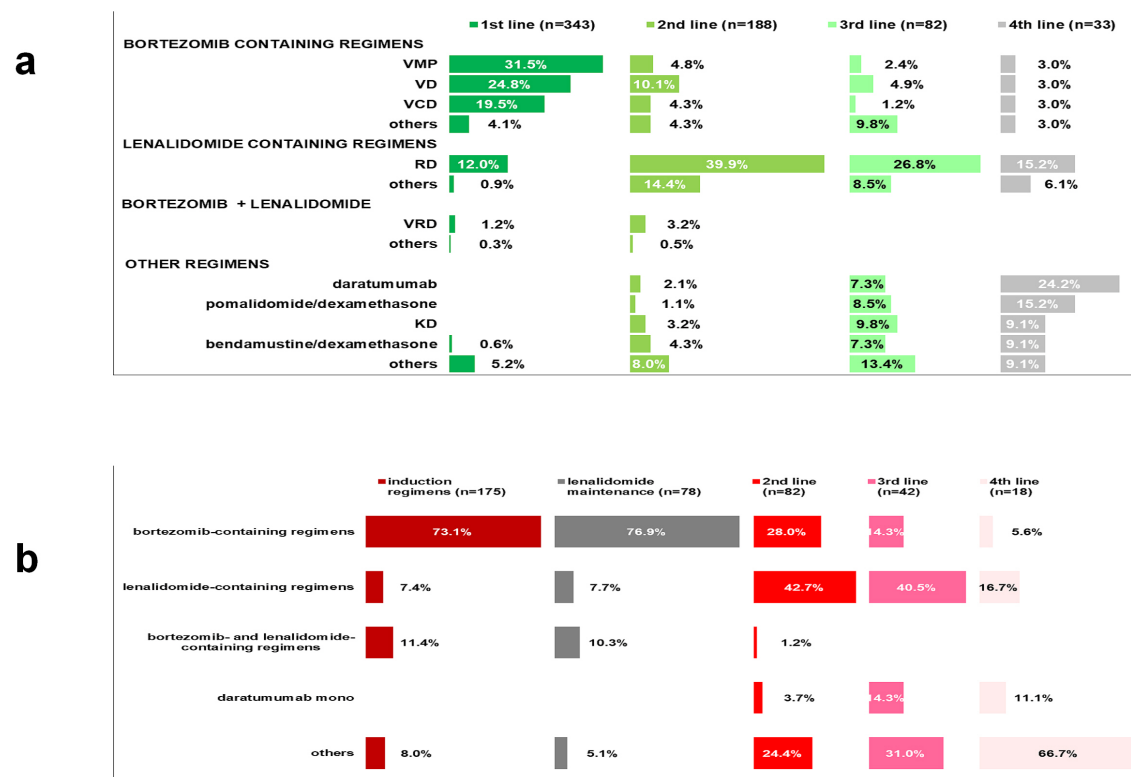 a
1st line (n=343) 2nd line (n=188) 3rd line (n=82) 4th line (n=33)
BORTEZOMIB CONTAINING REGIMENS
VMP 31.5% 4.8% 2.4% 3.0%
VD 24.8% 10.1% 4.9% 3.0%
VCD 19.5% 4.3% 1.2% 3.0%
others 4.1% 4.3% 9.8% 3.0%
LENALIDOMIDE CONTAINING REGIMENS
RD 12.0% 39.9% 26.8% 15.2%
others 0.9% 14.4% 8.5% 6.1%
BORTEZOMIB + LENALIDOMIDE
VRD 1.2% 3.2%
others 0.3% 0.5%
OTHER REGIMENS
daratumumab 2.1% 7.3% 24.2%
pomalidomide/dexamethasone 1.1% 8.5% 15.2%
KD 3.2% 9.8% 9.1%
bendamustine/dexamethasone 0.6% 4.3% 7.3% 9.1%
others 5.2% 8.0% 13.4% 9.1%
b
induction lenalidomide 2nd line 3rd line 4th line
regimens (n=175) maintenance (n=78) (n=82) (n=42) (n=18)
bortezomib-containing regimens 73.1% 76.9% 28.0% 14.3% 5.6%
lenalidomide-containing regimens 7.4% 7.7% 42.7% 40.5% 16.7%
bortezomib- and lenalidomide-
containing regimens 11.4% 10.3% 1.2%
daratumumab mono 3.7% 14.3% 11.1%
others 8.0% 5.1% 24.4% 31.0% 66.7%